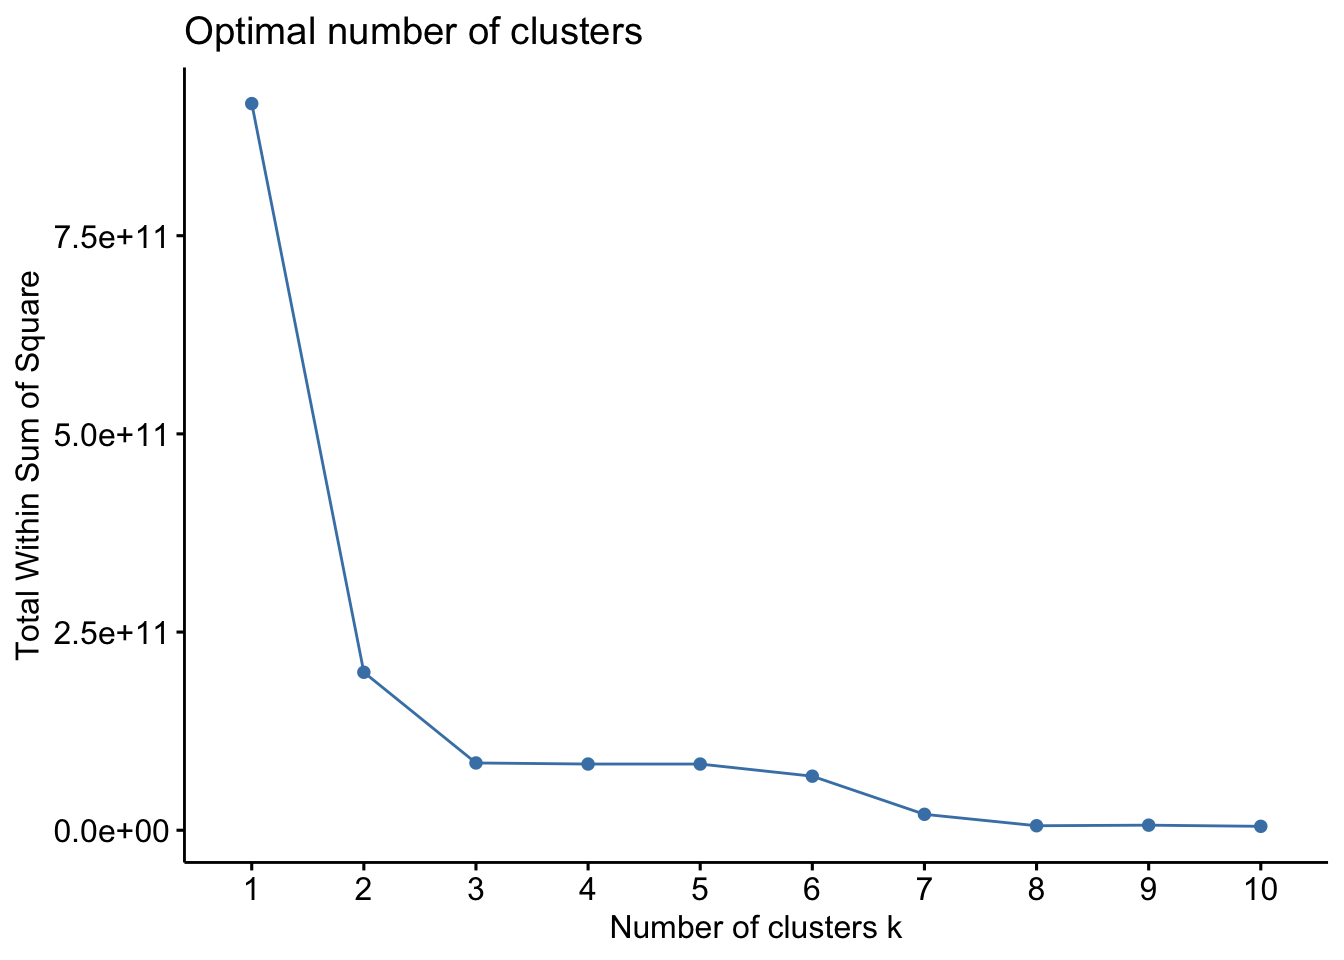 Optimal number of clusters
Total Within Sum of Square
7.5e+11
5.0e+11
2.5e+11
0.0e+00
1 2 3 4 5 6 7 8 9 10
Number of clusters k